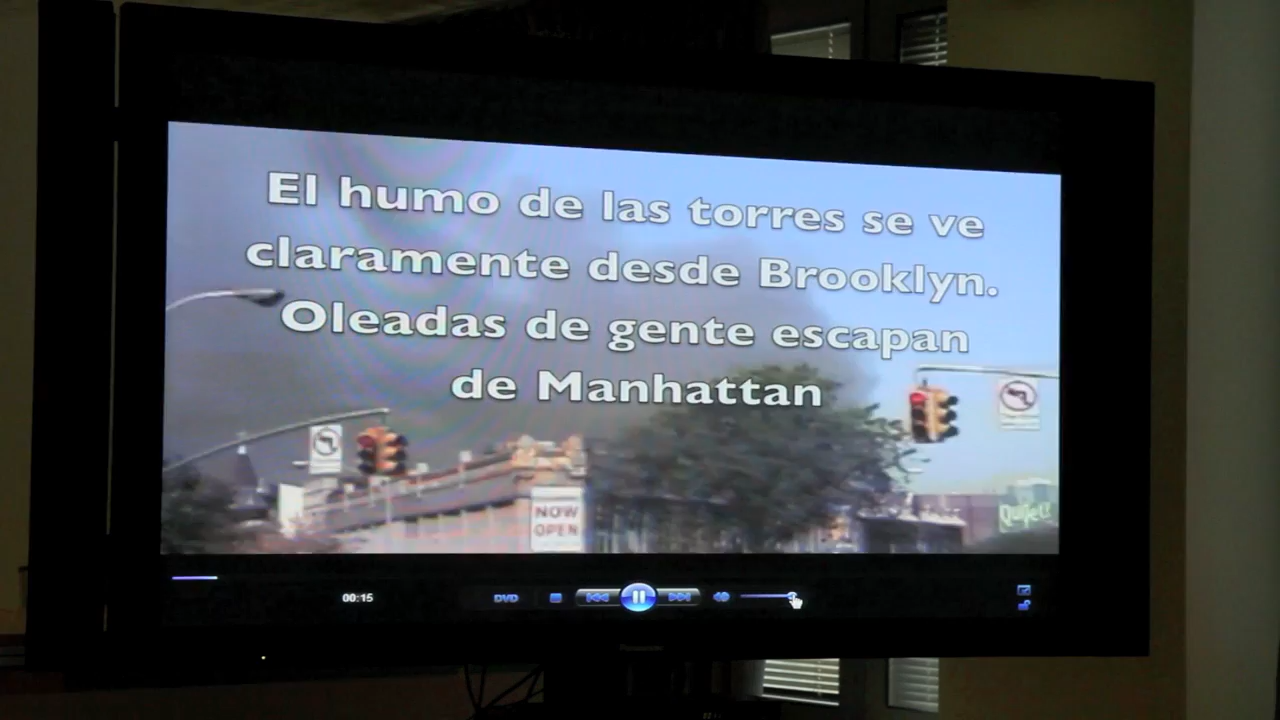 El humo de las torres se ve
claramente desde Brooklyn.
Oleadas de gente escapan
de Manhattan
NOW
OPEN
00:15
DVD
Panasonic